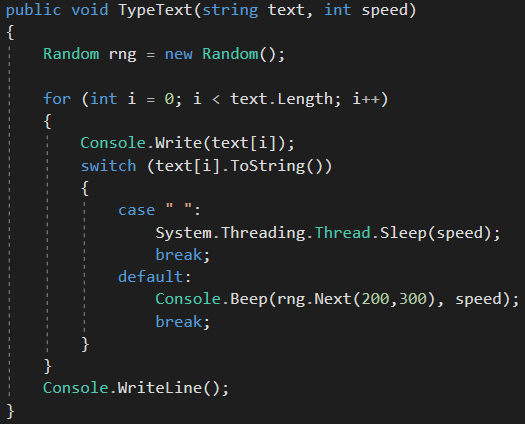 public void TypeText(string text, int speed)
{
    Random rng = new Random();

    for (int i = 0; i < text.Length; i++)
    {
        Console.Write(text[i]);
        switch (text[i].ToString())
        {
            case " ":
                System.Threading.Thread.Sleep(speed);
                break;
            default:
                Console.Beep(rng.Next(200,300), speed);
                break;
        }
    }
    Console.WriteLine();
}